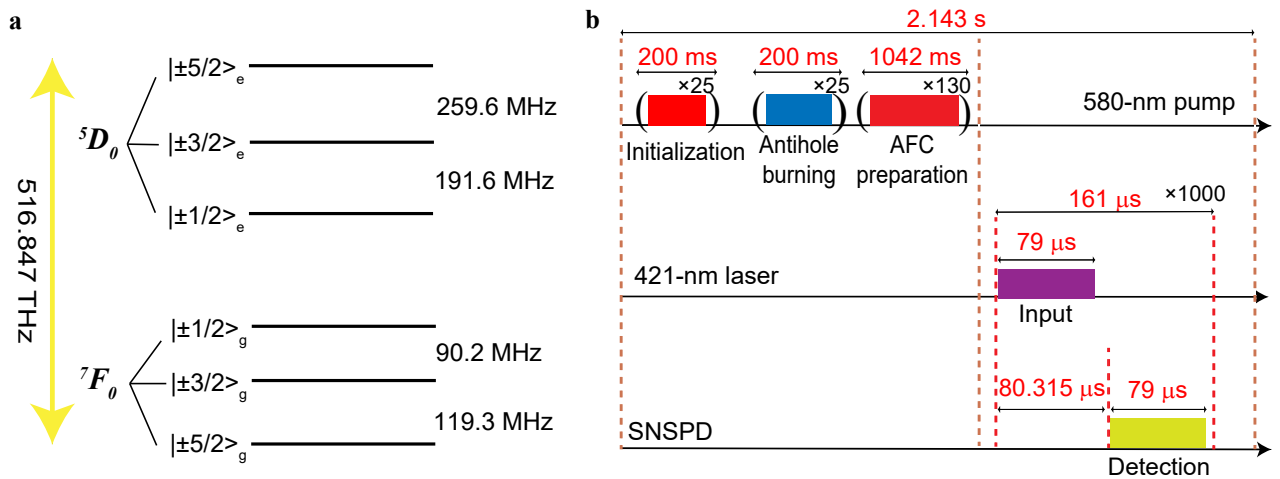 a
516.847 THz
⁵D₀
|±5/2>ₑ
259.6 MHz
|±3/2>ₑ
191.6 MHz
|±1/2>ₑ
⁷F₀
|±1/2>g
90.2 MHz
|±3/2>g
119.3 MHz
|±5/2>g
b
2.143 s
200 ms
×25
Initialization
200 ms
×25
Antihole
burning
1042 ms
×130
AFC
preparation
580-nm pump
161 μs
×1000
79 μs
421-nm laser
Input
80.315 μs
79 μs
SNSPD
Detection